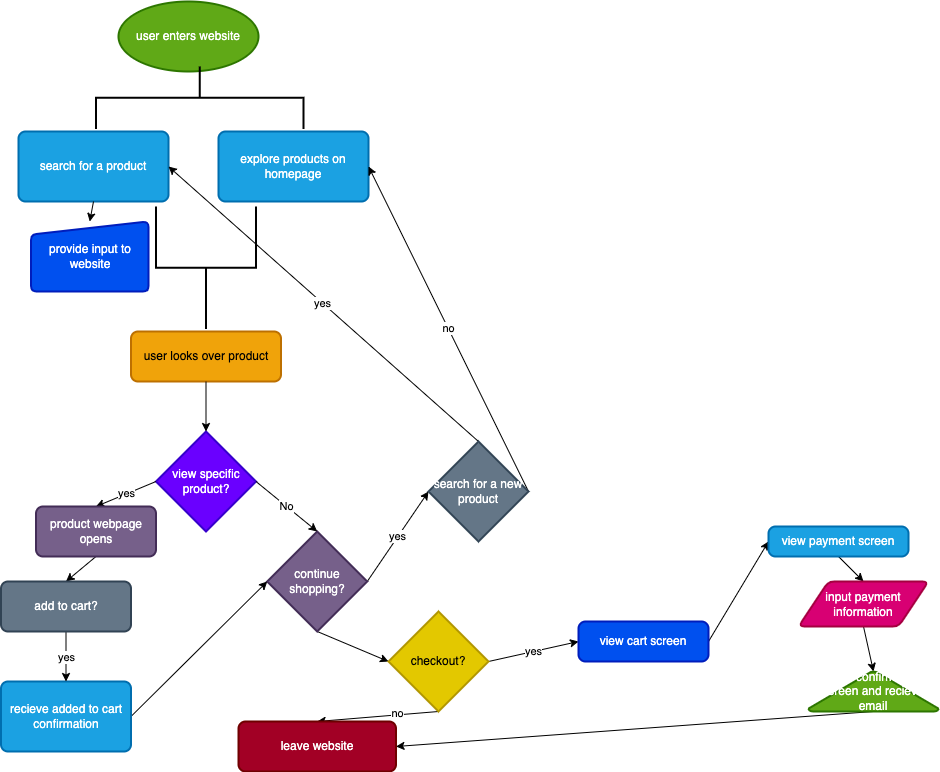 user enters website
search for a product
explore products on
homepage
provide input to
website
yes
no
user looks over product
view specific
product?
search for a new
product
yes
No
product webpage
opens
yes
view payment screen
continue
shopping?
add to cart?
input payment
information
view cart screen
yes
checkout?
yes
recieve added to cart
confirmation
confirm
and recieve
email
no
leave website